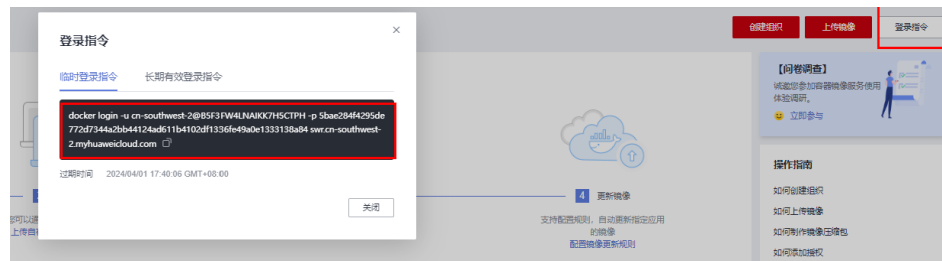 创建组织
上传镜像
登录指令
登录指令
×
临时登录指令
长期有效登录指令
docker login -u cn-southwest-2@85F3FW4LNAIKK7H5CTPH -p 5bae284f4295de
772d7344a2bb44124ad611b4102df1336fe49a0e1333138a84 swr.cn-southwest-
2.myhuaweicloud.com
过期时间 2024/04/01 17:40:06 GMT+08:00
关闭
上传自
4 更新镜像
支持配置规则，自动更新指定应用
的镜像
配置镜像更新规则
【问卷调查】
诚邀您参加容器镜像服务使用
体验调研。
立即参与
操作指南
如何创建组织
如何上传镜像
如何制作镜像压缩包
如何添加授权